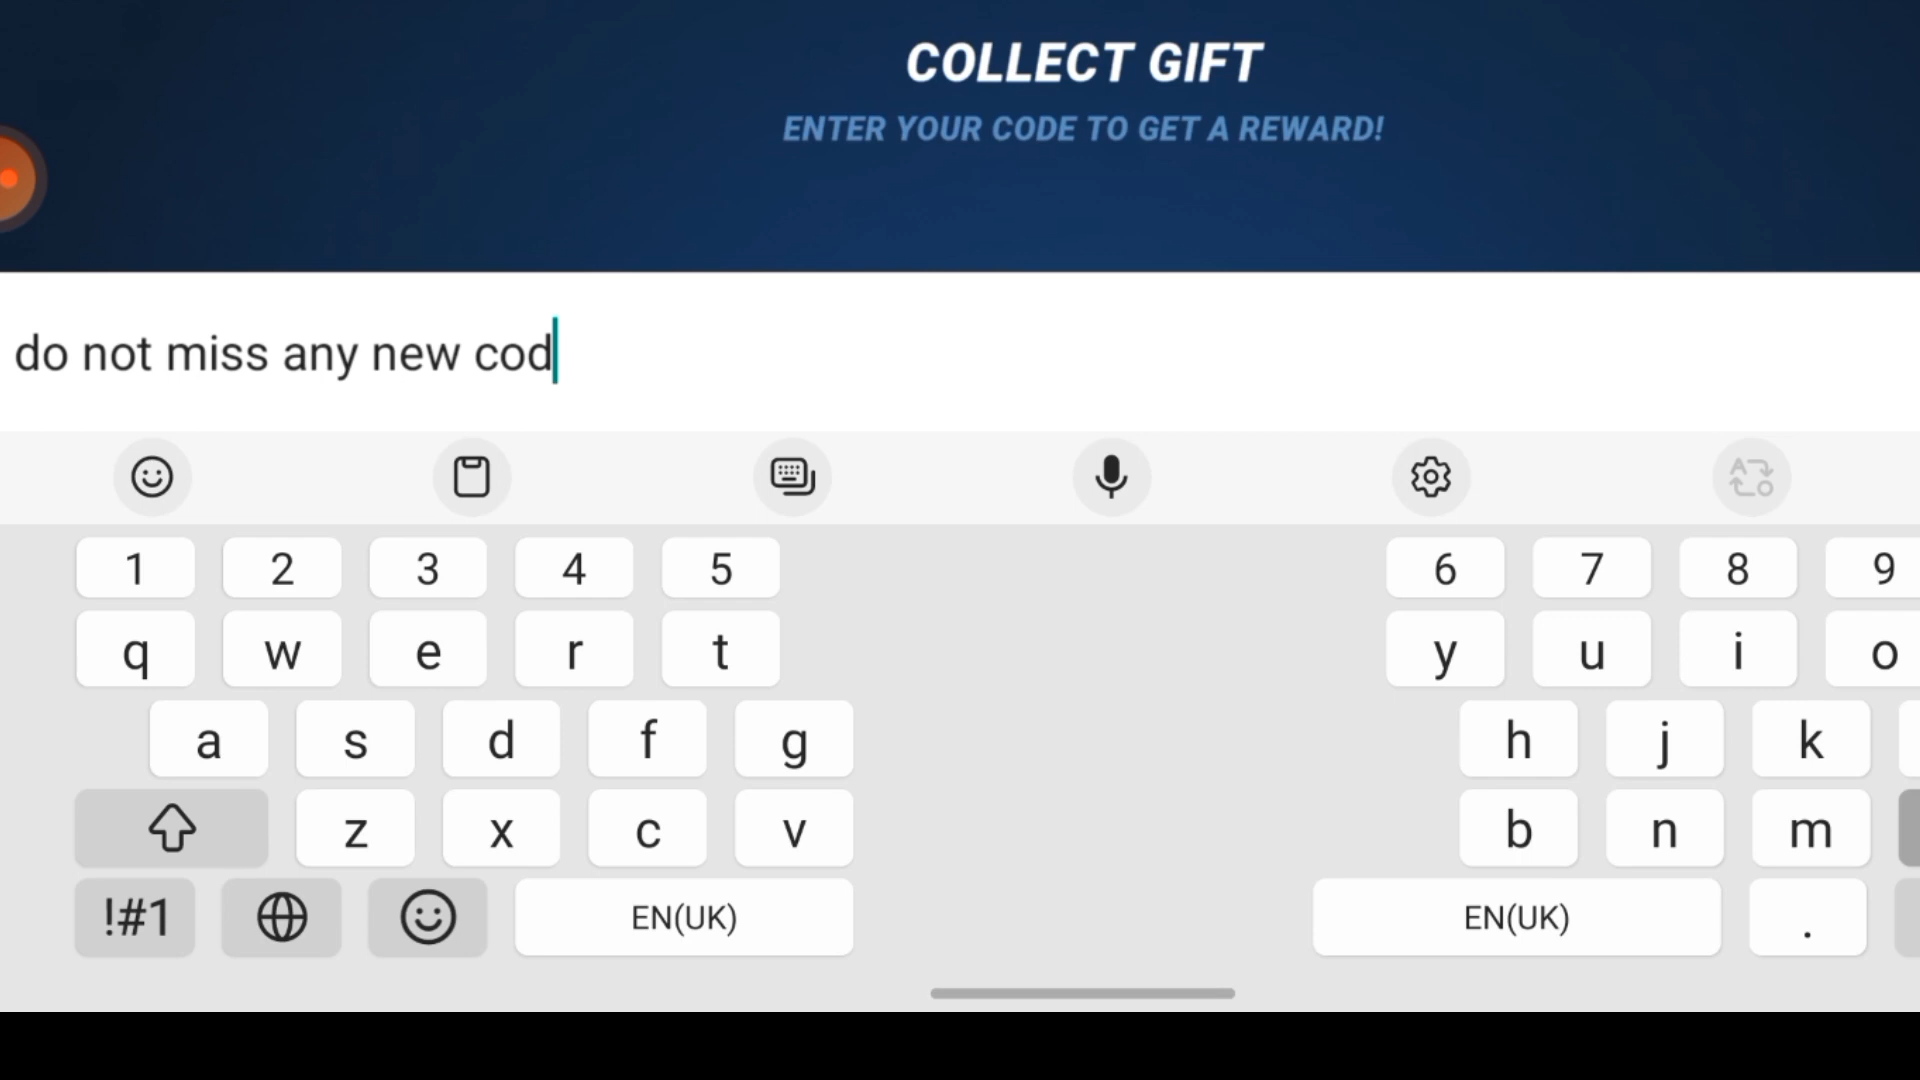 COLLECT GIFT
ENTER YOUR CODE TO GET A REWARD!
do not miss any new cod
1 2 3 4 5 6 7 8 9
q w e r t y u i o
a s d f g h j k
z x c v b n m
!#1 EN(UK) EN(UK) .